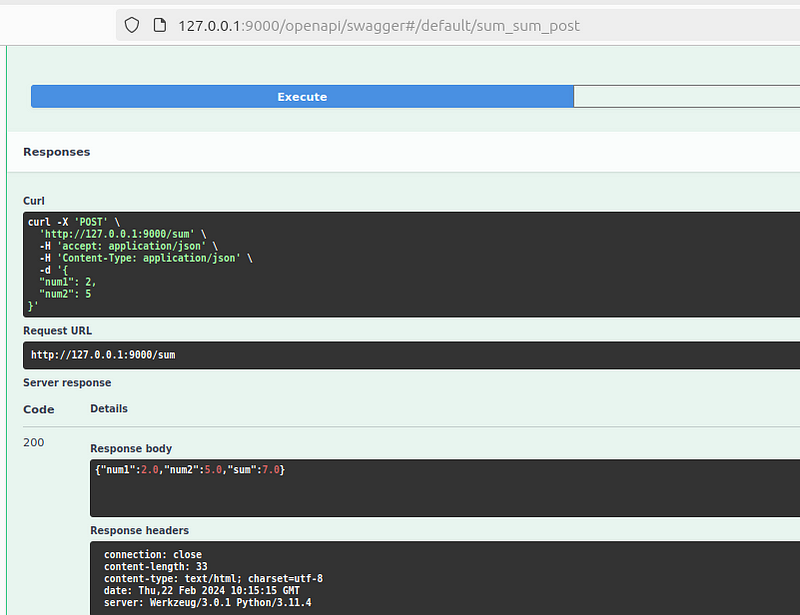 127.0.0.1:9000/openapi/swagger#/default/sum_sum_post
Execute
Responses
Curl
curl -X 'POST' \
'http://127.0.0.1:9000/sum' \
-H 'accept: application/json' \
-H 'Content-Type: application/json' \
-d '{
"num1": 2,
"num2": 5
}'
Request URL
http://127.0.0.1:9000/sum
Server response
Code Details
200
Response body
{"num1":2.0,"num2":5.0,"sum":7.0}
Response headers
connection: close
content-length: 33
content-type: text/html; charset=utf-8
date: Thu,22 Feb 2024 10:15:15 GMT
server: Werkzeug/3.0.1 Python/3.11.4